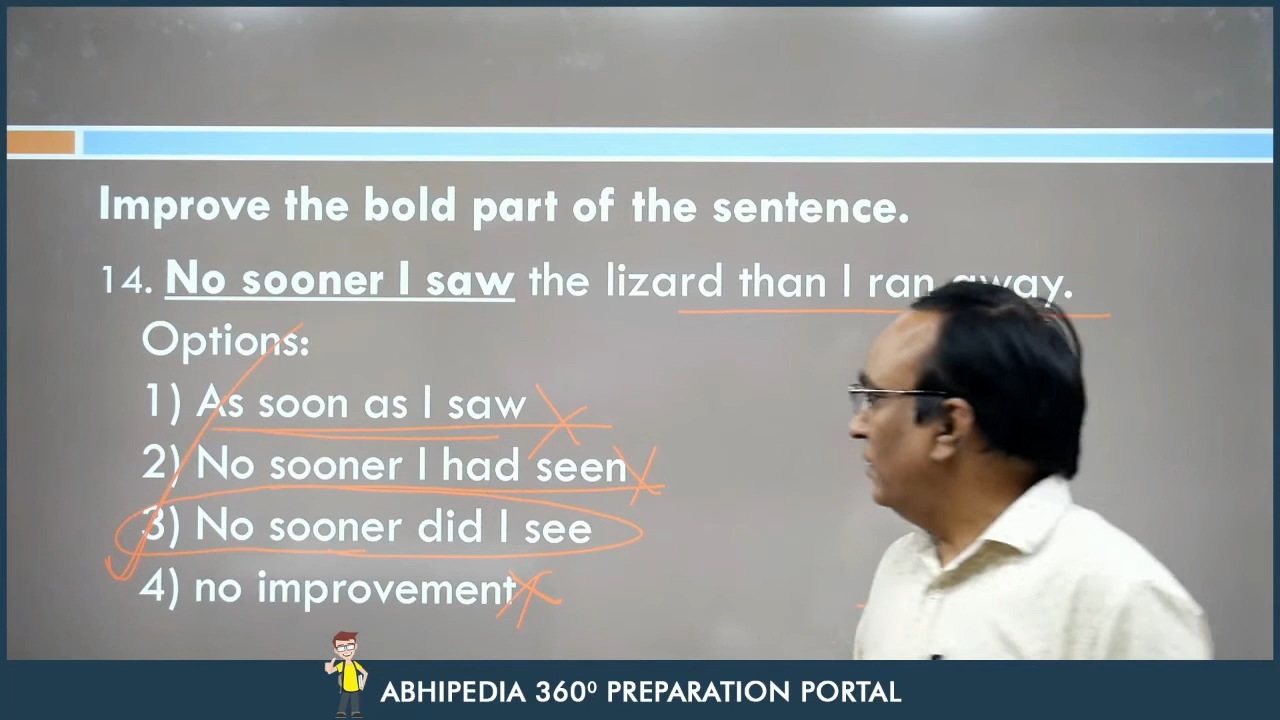 Improve the bold part of the sentence.
14. No sooner I saw the lizard than I ran away.
Options:
1) As soon as I saw
2) No sooner I had seen
3) No sooner did I see
4) no improvement
ABHIPEDIA 360⁰ PREPARATION PORTAL